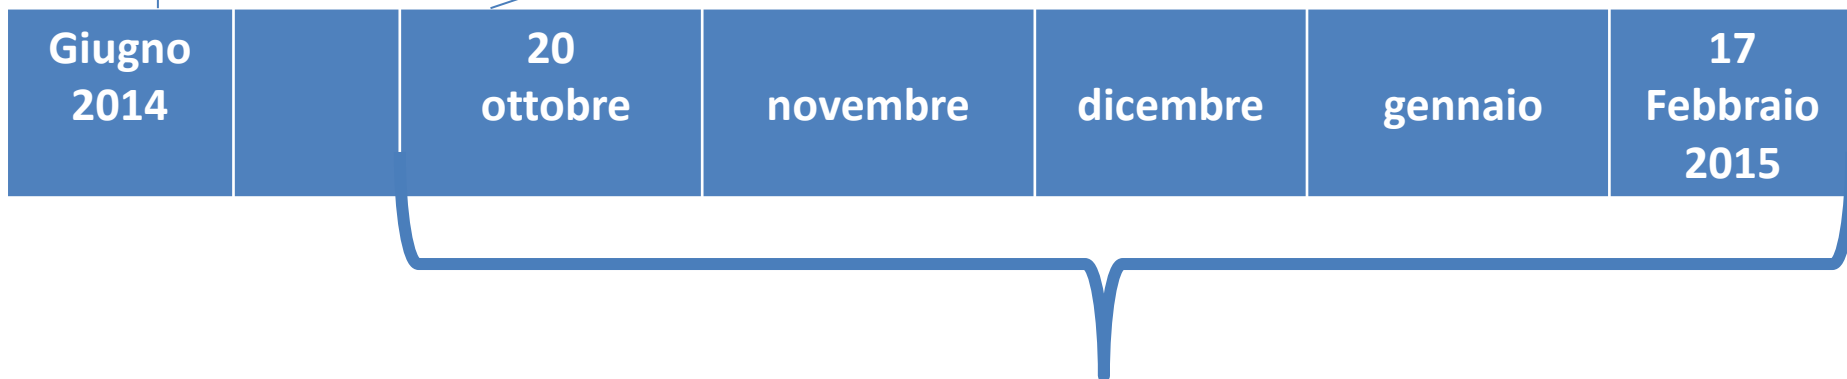 Giugno
2014
20
ottobre
novembre
dicembre
gennaio
17
Febbraio
2015